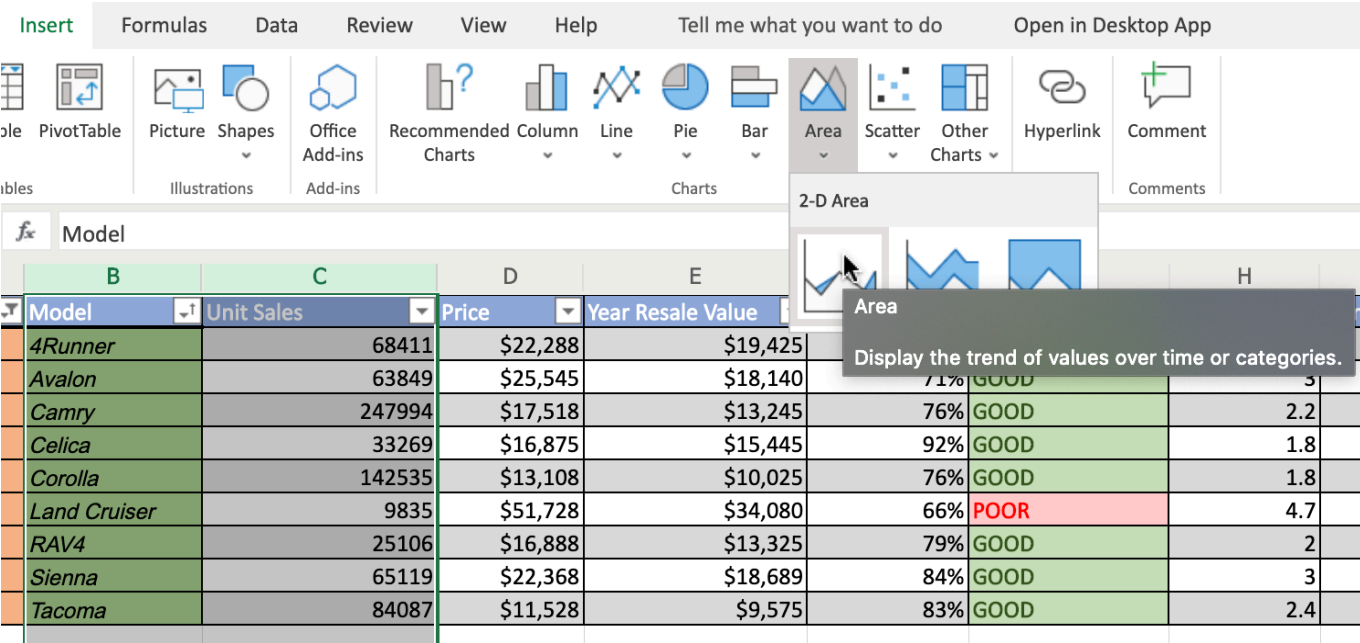 Insert Formulas Data Review View Help Tell me what you want to do Open in Desktop App
PivotTable Picture Shapes Office Add-ins Recommended Charts Column Line Pie Bar Area Scatter Other Charts Hyperlink Comment
Illustrations Add-ins Charts Comments
2-D Area
fx Model
B C D E H
Model Unit Sales Price Year Resale Value
Area
Display the trend of values over time or categories.
4Runner 68411 $22,288 $19,425
Avalon 63849 $25,545 $18,140 71% GOOD 3
Camry 247994 $17,518 $13,245 76% GOOD 2.2
Celica 33269 $16,875 $15,445 92% GOOD 1.8
Corolla 142535 $13,108 $10,025 76% GOOD 1.8
Land Cruiser 9835 $51,728 $34,080 66% POOR 4.7
RAV4 25106 $16,888 $13,325 79% GOOD 2
Sienna 65119 $22,368 $18,689 84% GOOD 3
Tacoma 84087 $11,528 $9,575 83% GOOD 2.4